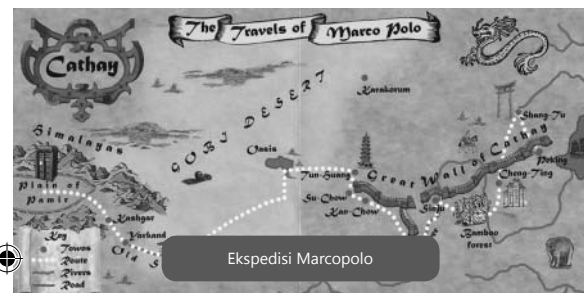 The Travels of Marco Polo
Cathay
Karakorum
GOBI DESERT
Himalayas
Shang-Tu
Oasis
Great Wall of Cathay
Tun-Huang
Peking
Plain of
Pamir
Su-Chow
Kan-Chow
Cheng-Ting
Sinju
Kashgar
Bamboo
forest
Key
Towns
Route
Rivers
Road
Yarkand
Old S
Ekspedisi Marcopolo